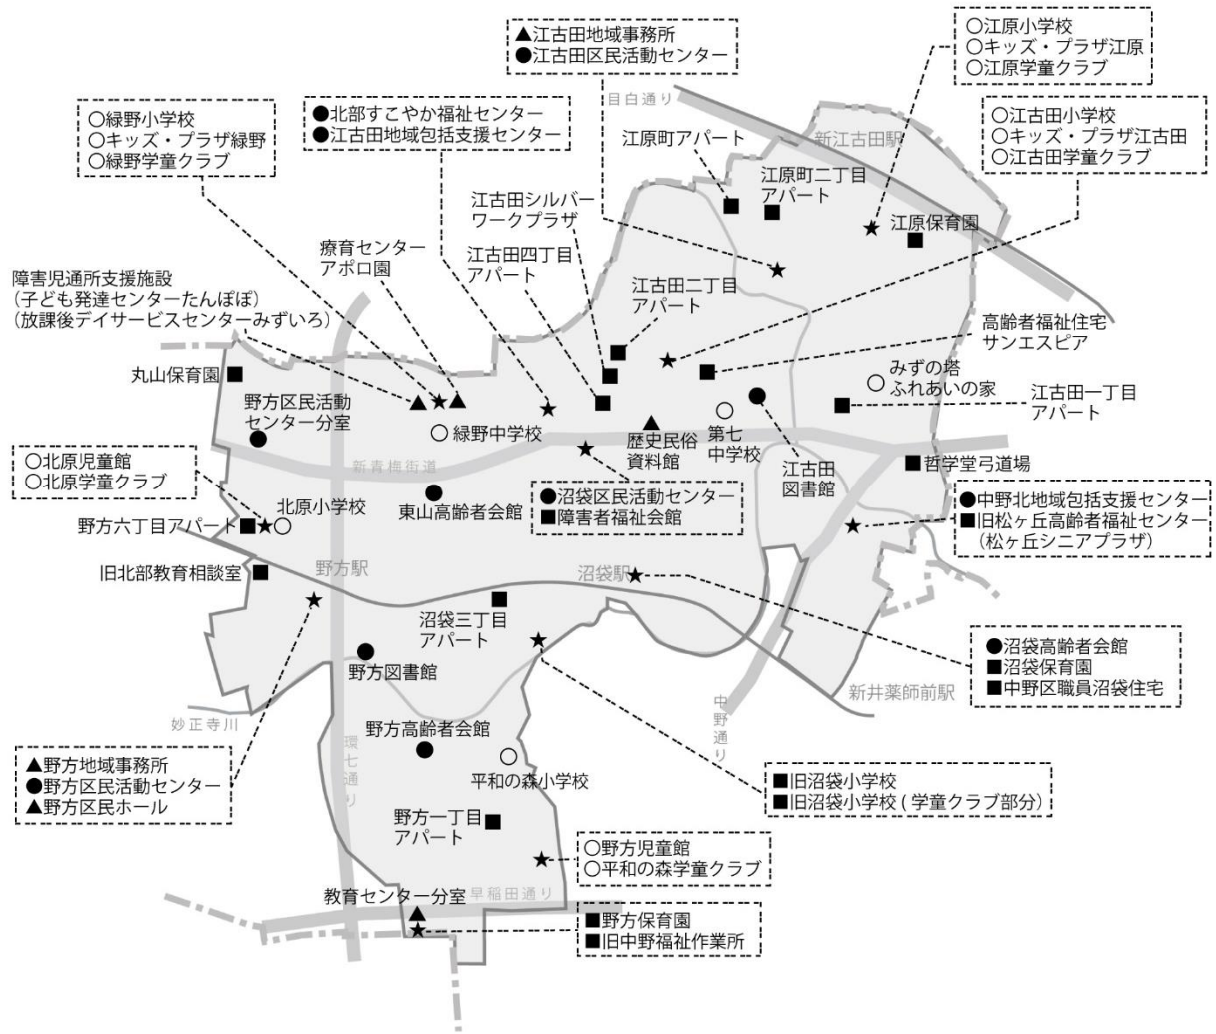 ▲江古田地域事務所
●江古田区民活動センター
○江原小学校
○キッズ・プラザ江原
○江原学童クラブ
○緑野小学校
○キッズ・プラザ緑野
○緑野学童クラブ
●北部すこやか福祉センター
●江古田地域包括支援センター
目白通り
○江古田小学校
○キッズ・プラザ江古田
○江古田学童クラブ
江原町アパート
新江古田駅
江原町二丁目
アパート
江原保育園
江古田シルバー
ワークプラザ
江古田四丁目
アパート
療育センター
アポロ園
江古田二丁目
アパート
障害児通所支援施設
（子ども発達センターたんぽぽ）
（放課後デイサービスセンターみずいろ）
高齢者福祉住宅
サンエスピア
丸山保育園
みずの塔
ふれあいの家
江古田一丁目
アパート
野方区民活動
センター分室
緑野中学校
歴史民俗
資料館
第七
中学校
江古田
図書館
新青梅街道
哲学堂弓道場
○北原児童館
○北原学童クラブ
北原小学校
野方六丁目アパート
東山高齢者会館
●沼袋区民活動センター
■障害者福祉会館
●中野北地域包括支援センター
■旧松ヶ丘高齢者福祉センター
（松ヶ丘シニアプラザ）
旧北部教育相談室
野方駅
沼袋駅
沼袋三丁目
アパート
野方図書館
●沼袋高齢者会館
■沼袋保育園
■中野区職員沼袋住宅
新井薬師前駅
中野通り
妙正寺川
環七通り
野方高齢者会館
平和の森小学校
▲野方地域事務所
●野方区民活動センター
▲野方区民ホール
■旧沼袋小学校
■旧沼袋小学校 ( 学童クラブ部分）
野方一丁目
アパート
○野方児童館
○平和の森学童クラブ
教育センター分室
早稲田通り
■野方保育園
■旧中野福祉作業所